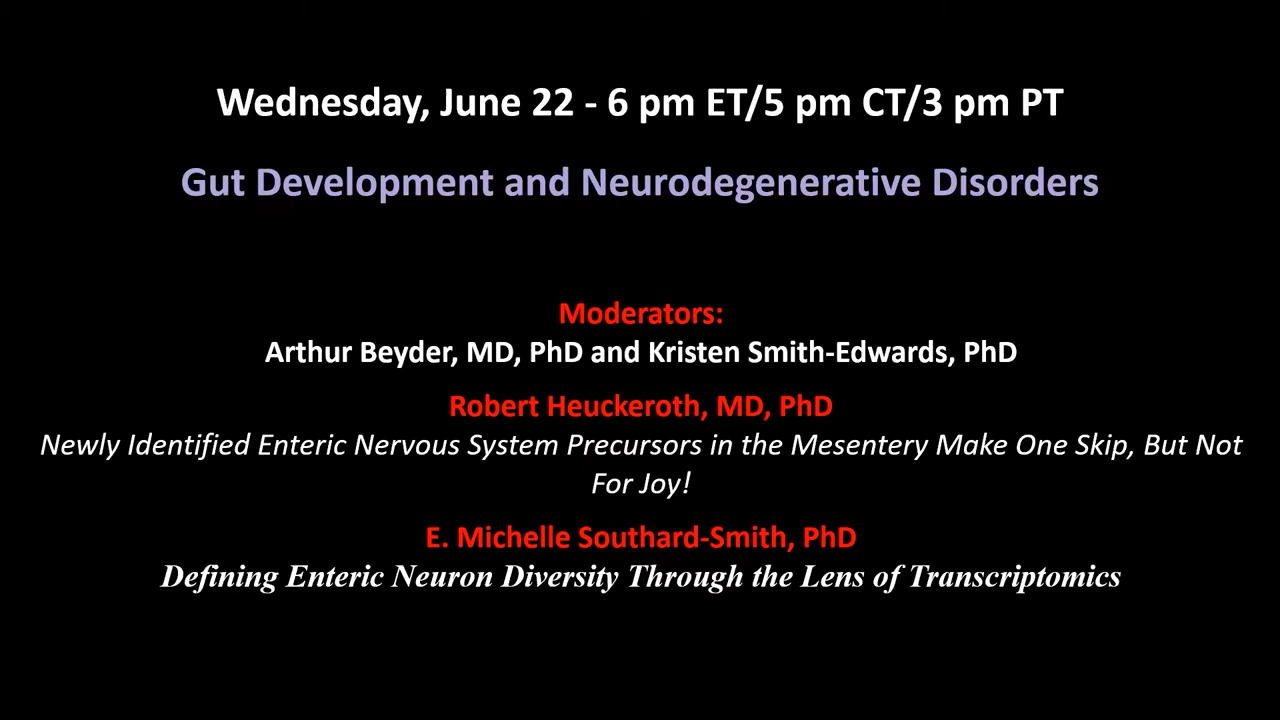 Wednesday, June 22 - 6 pm ET/5 pm CT/3 pm PT
Gut Development and Neurodegenerative Disorders
Moderators:
Arthur Beyder, MD, PhD and Kristen Smith-Edwards, PhD
Robert Heuckeroth, MD, PhD
Newly Identified Enteric Nervous System Precursors in the Mesentery Make One Skip, But Not
For Joy!
E. Michelle Southard-Smith, PhD
Defining Enteric Neuron Diversity Through the Lens of Transcriptomics